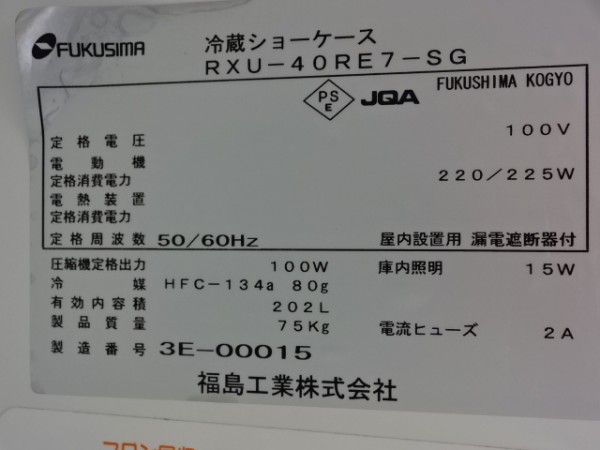 FUKUSIMA
冷蔵ショーケース
RXU-40RE7-SG
PS
E
JQA
FUKUSHIMA KOGYO
定格電圧 100V
電動機
定格消費電力 220/225W
電熱装置
定格消費電力
定格周波数 50/60Hz 屋内設置用 漏電遮断器付
圧縮機定格出力 100W 庫内照明 15W
冷媒 HFC-134a 80g
有効内容積 202L
製品質量 75Kg 電流ヒューズ 2A
製造番号 3E-00015
福島工業株式会社
フロン